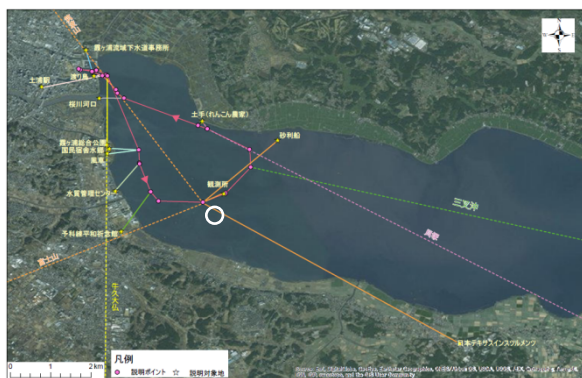 霞ヶ浦流域下水道事務所
土浦駅
桜川河口
土手(れんこん農家)
砂利船
霞ヶ浦総合公園
国民宿舎水郷
風車
観測所
水質管理センター
三叉沖
予科練平和記念館
筑波山
富士山
牛久大仏
凡例
説明ポイント
説明対象地
0
1
2 km